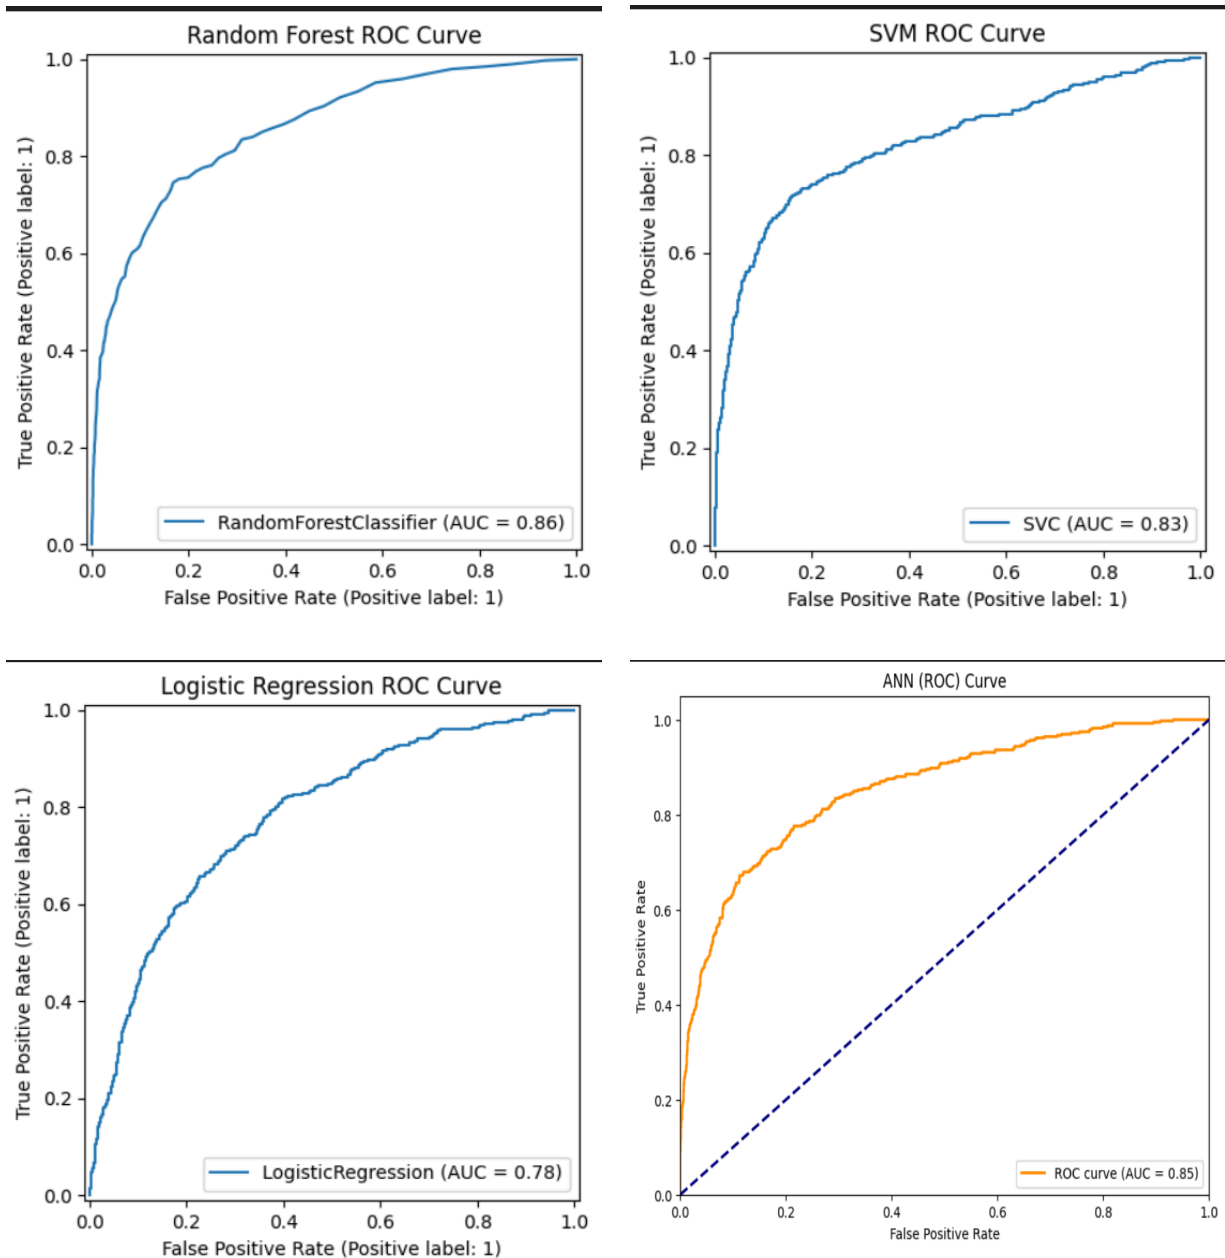 Random Forest ROC Curve
1.0
0.8
0.6
0.4
0.2
0.0
True Positive Rate (Positive label: 1)
RandomForestClassifier (AUC = 0.86)
0.0 0.2 0.4 0.6 0.8 1.0
False Positive Rate (Positive label: 1)
SVM ROC Curve
1.0
0.8
0.6
0.4
0.2
0.0
True Positive Rate (Positive label: 1)
SVC (AUC = 0.83)
0.0 0.2 0.4 0.6 0.8 1.0
False Positive Rate (Positive label: 1)
Logistic Regression ROC Curve
1.0
0.8
0.6
0.4
0.2
0.0
True Positive Rate (Positive label: 1)
LogisticRegression (AUC = 0.78)
0.0 0.2 0.4 0.6 0.8 1.0
False Positive Rate (Positive label: 1)
ANN (ROC) Curve
1.0
0.8
0.6
0.4
0.2
0.0
True Positive Rate
ROC curve (AUC = 0.85)
0.0 0.2 0.4 0.6 0.8 1.0
False Positive Rate